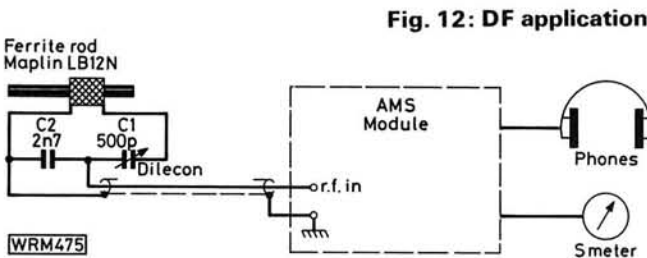 Fig. 12: DF application
Ferrite rod
Maplin LB12N
C2
2n7
C1
500p
Dilecon
AMS
Module
r.f. in
Phones
S meter
WRM475